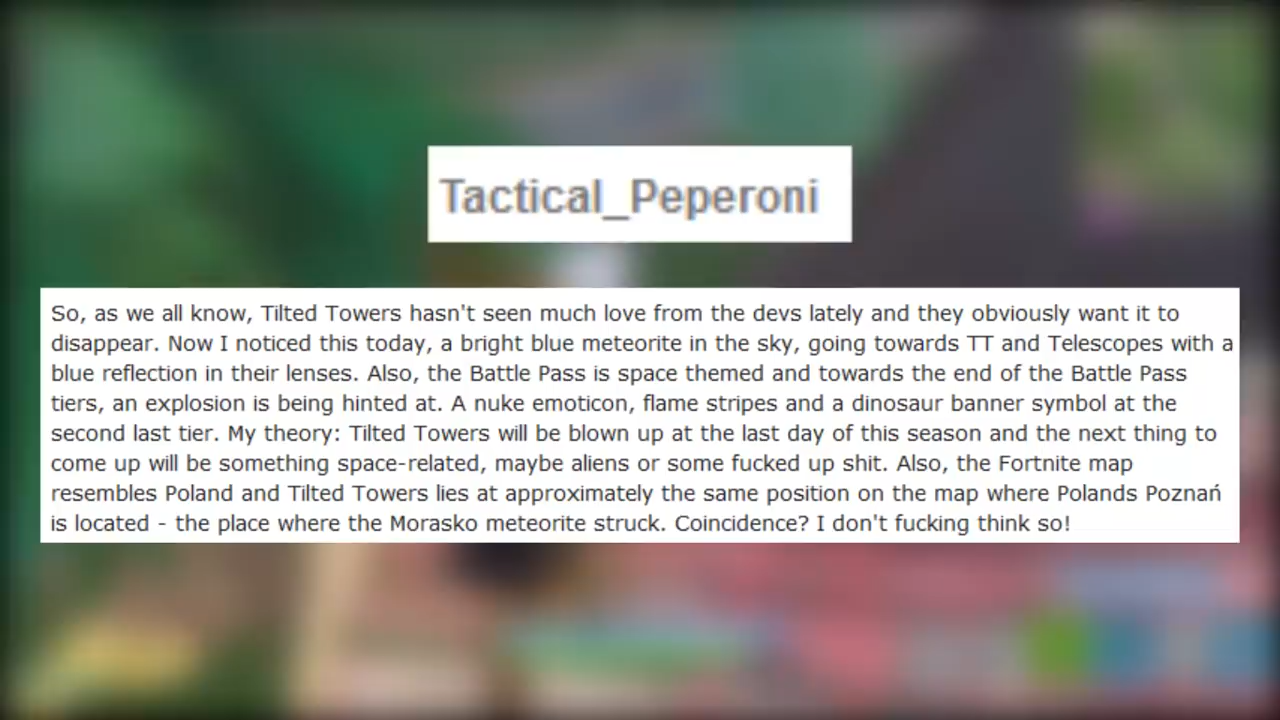 Tactical_Peperoni
So, as we all know, Tilted Towers hasn't seen much love from the devs lately and they obviously want it to
disappear. Now I noticed this today, a bright blue meteorite in the sky, going towards TT and Telescopes with a
blue reflection in their lenses. Also, the Battle Pass is space themed and towards the end of the Battle Pass
tiers, an explosion is being hinted at. A nuke emoticon, flame stripes and a dinosaur banner symbol at the
second last tier. My theory: Tilted Towers will be blown up at the last day of this season and the next thing to
come up will be something space-related, maybe aliens or some fucked up shit. Also, the Fortnite map
resembles Poland and Tilted Towers lies at approximately the same position on the map where Polands Poznań
is located - the place where the Morasko meteorite struck. Coincidence? I don't fucking think so!